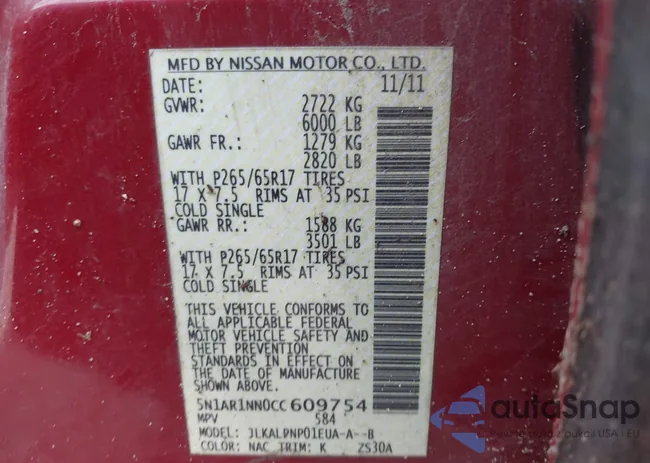 MFD BY NISSAN MOTOR CO., LTD.
DATE: 11/11
GVWR: 2722 KG
6000 LB
GAWR FR.: 1279 KG
2820 LB
WITH P265/65R17 TIRES
17 X 7.5 RIMS AT 35 PSI
COLD SINGLE
GAWR RR.: 1588 KG
3501 LB
WITH P265/65R17 TIRES
17 X 7.5 RIMS AT 35 PSI
COLD SINGLE
THIS VEHICLE CONFORMS TO
ALL APPLICABLE FEDERAL
MOTOR VEHICLE SAFETY AND
THEFT PREVENTION
STANDARDS IN EFFECT ON
THE DATE OF MANUFACTURE
SHOWN ABOVE.
5N1AR1NN0CC609754
MPV 584
MODEL: JLKALPNP01EUA-A--B
COLOR: NAC TRIM: K ZS30A
autoSnap